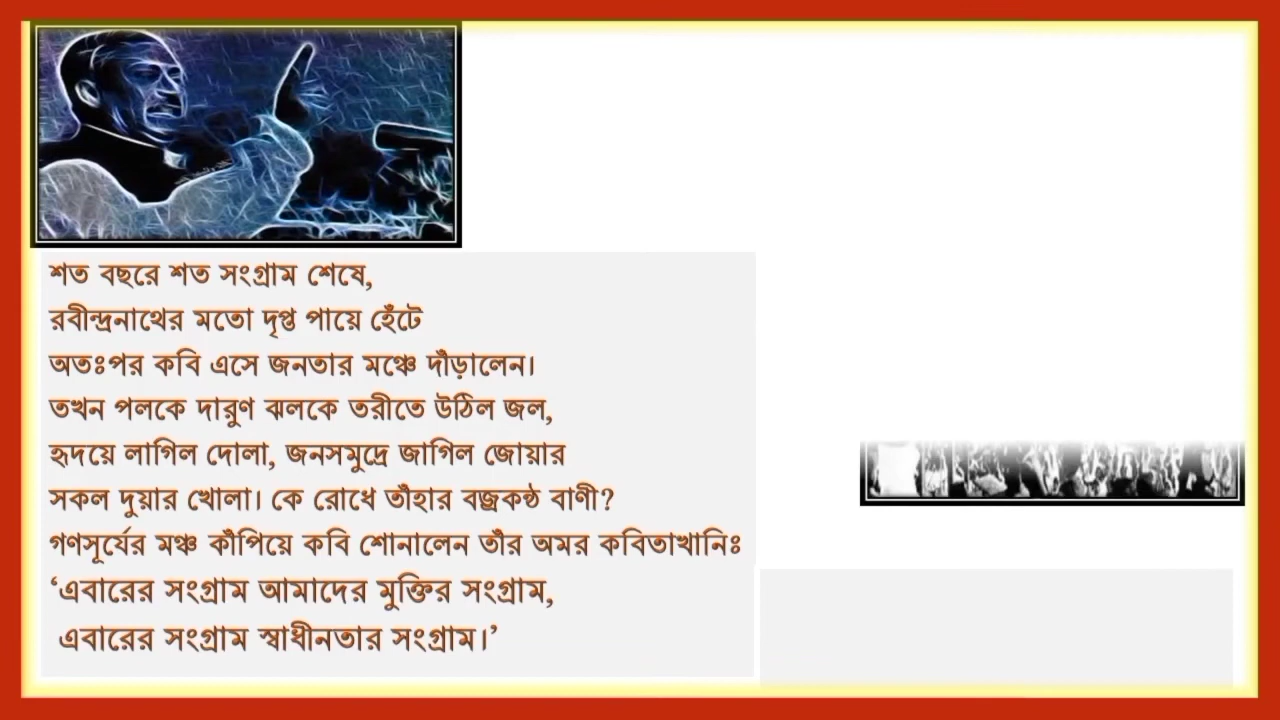 শত বছরে শত সংগ্রাম শেষে,
রবীন্দ্রনাথের মতো দৃপ্ত পায়ে হেঁটে
অতঃপর কবি এসে জনতার মঞ্চে দাঁড়ালেন।
তখন পলকে দারুণ ঝলকে তরীতে উঠিল জল,
হৃদয়ে লাগিল দোলা, জনসমুদ্রে জাগিল জোয়ার
সকল দুয়ার খোলা। কে রোধে তাঁহার বজ্রকন্ঠ বাণী?
গণসূর্যের মঞ্চ কাঁপিয়ে কবি শোনালেন তাঁর অমর কবিতাখানিঃ
‘এবারের সংগ্রাম আমাদের মুক্তির সংগ্রাম,
এবারের সংগ্রাম স্বাধীনতার সংগ্রাম।’